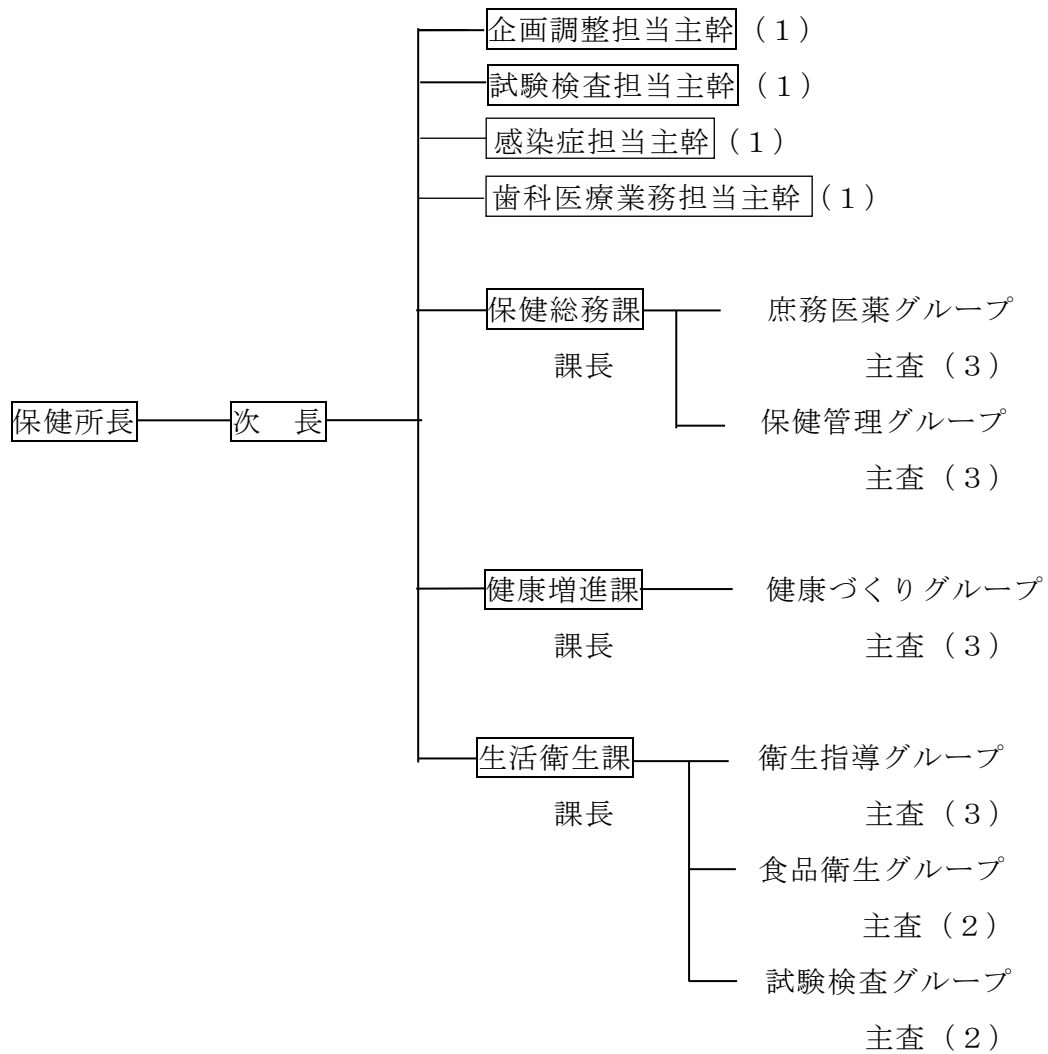 企画調整担当主幹（１）
試験検査担当主幹（１）
感染症担当主幹（１）
歯科医療業務担当主幹（１）
保健総務課 庶務医薬グループ
課長 主査（３）
保健所長 次　長 保健管理グループ
主査（３）
健康増進課 健康づくりグループ
課長 主査（３）
生活衛生課 衛生指導グループ
課長 主査（３）
食品衛生グループ
主査（２）
試験検査グループ
主査（２）